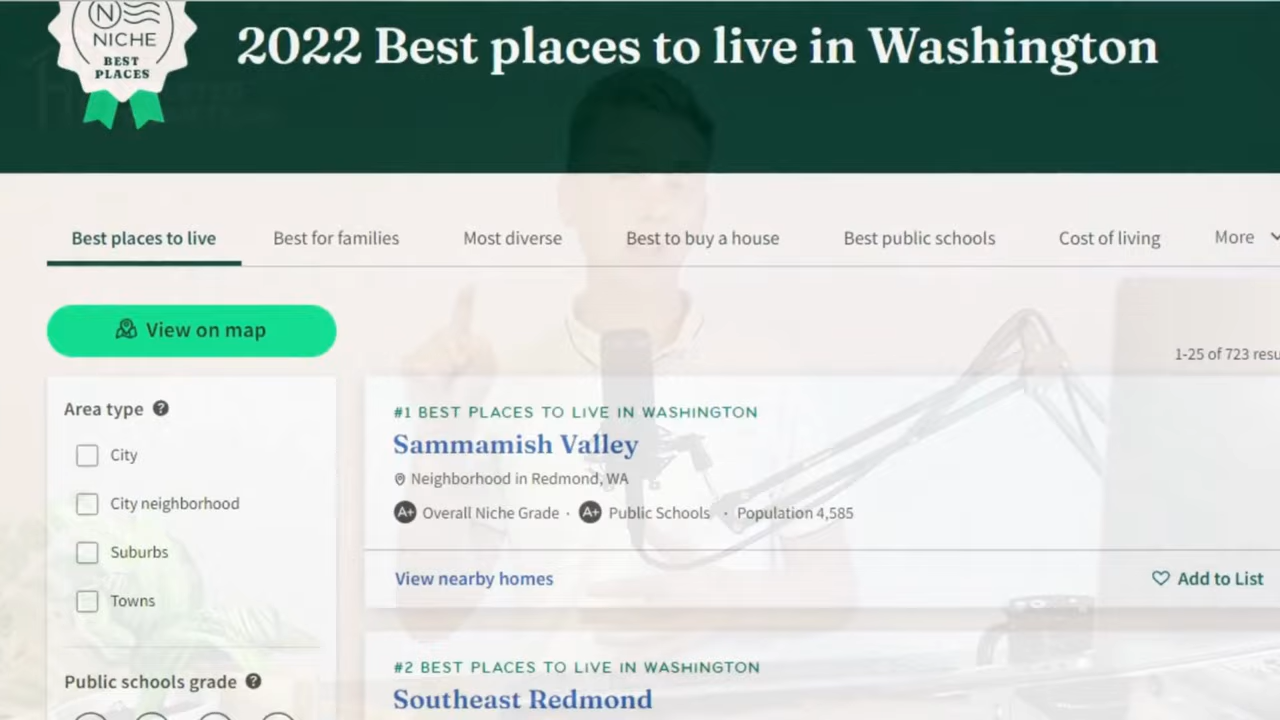 N
NICHE
BEST
PLACES
2022 Best places to live in Washington
Best places to live
Best for families
Most diverse
Best to buy a house
Best public schools
Cost of living
More
View on map
1-25 of 723 resu
Area type ?
City
City neighborhood
Suburbs
Towns
Public schools grade ?
#1 BEST PLACES TO LIVE IN WASHINGTON
Sammamish Valley
Neighborhood in Redmond, WA
A+ Overall Niche Grade · A+ Public Schools · Population 4,585
View nearby homes
Add to List
#2 BEST PLACES TO LIVE IN WASHINGTON
Southeast Redmond